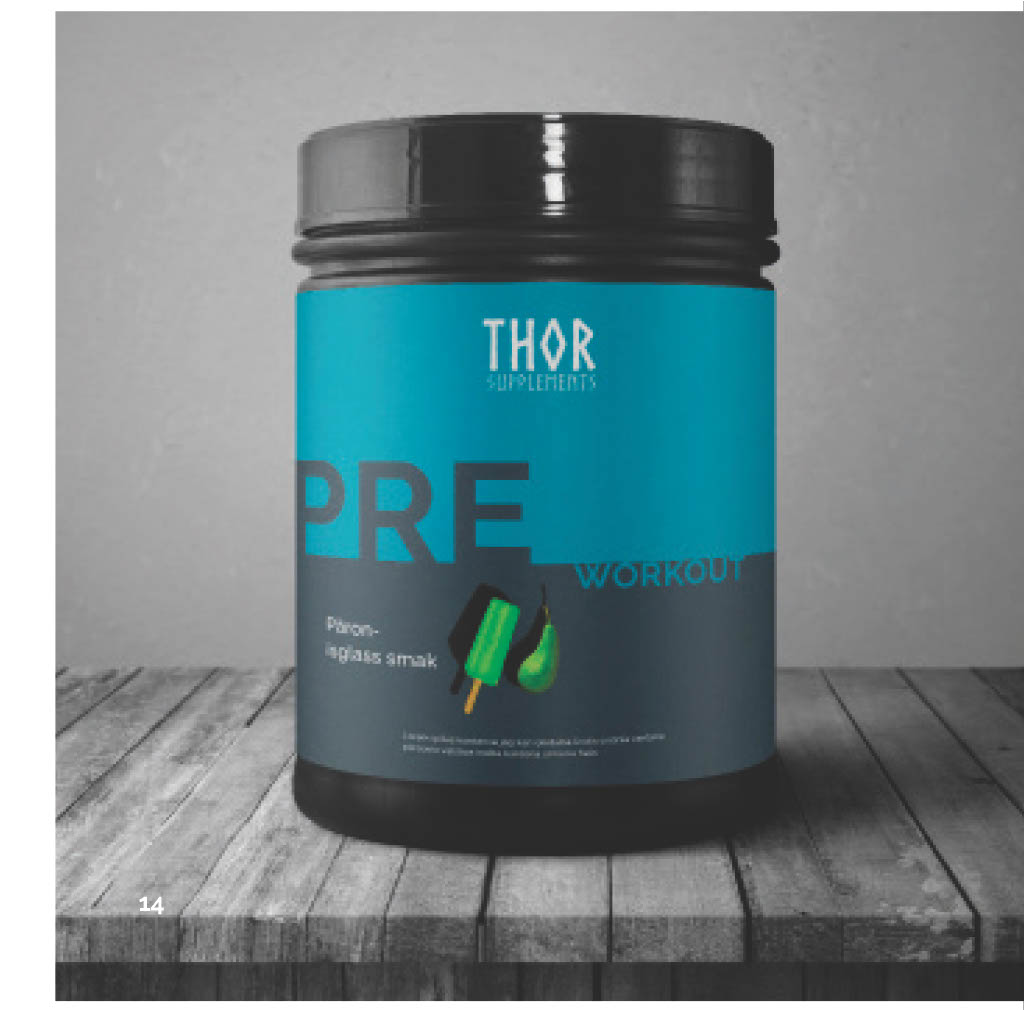 THOR
SUPPLEMENTS
PRE
WORKOUT
Päron-
isglass smak
14